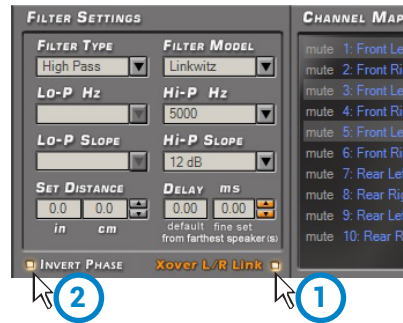 FILTER SETTINGS
FILTER TYPE FILTER MODEL
High Pass Linkwitz
LO-P HZ HI-P HZ
5000
LO-P SLOPE HI-P SLOPE
12 dB
SET DISTANCE DELAY ms
0.0 0.0 0.00 0.00
in cm default fine set
from farthest speaker(s)
INVERT PHASE Xover L/R Link
2 1
CHANNEL MAP
mute 1: Front Le
mute 2: Front Ri
mute 3: Front Le
mute 4: Front Ri
mute 5: Front Le
mute 6: Front Ri
mute 7: Rear Le
mute 8: Rear Rig
mute 9: Rear Le
mute 10: Rear R